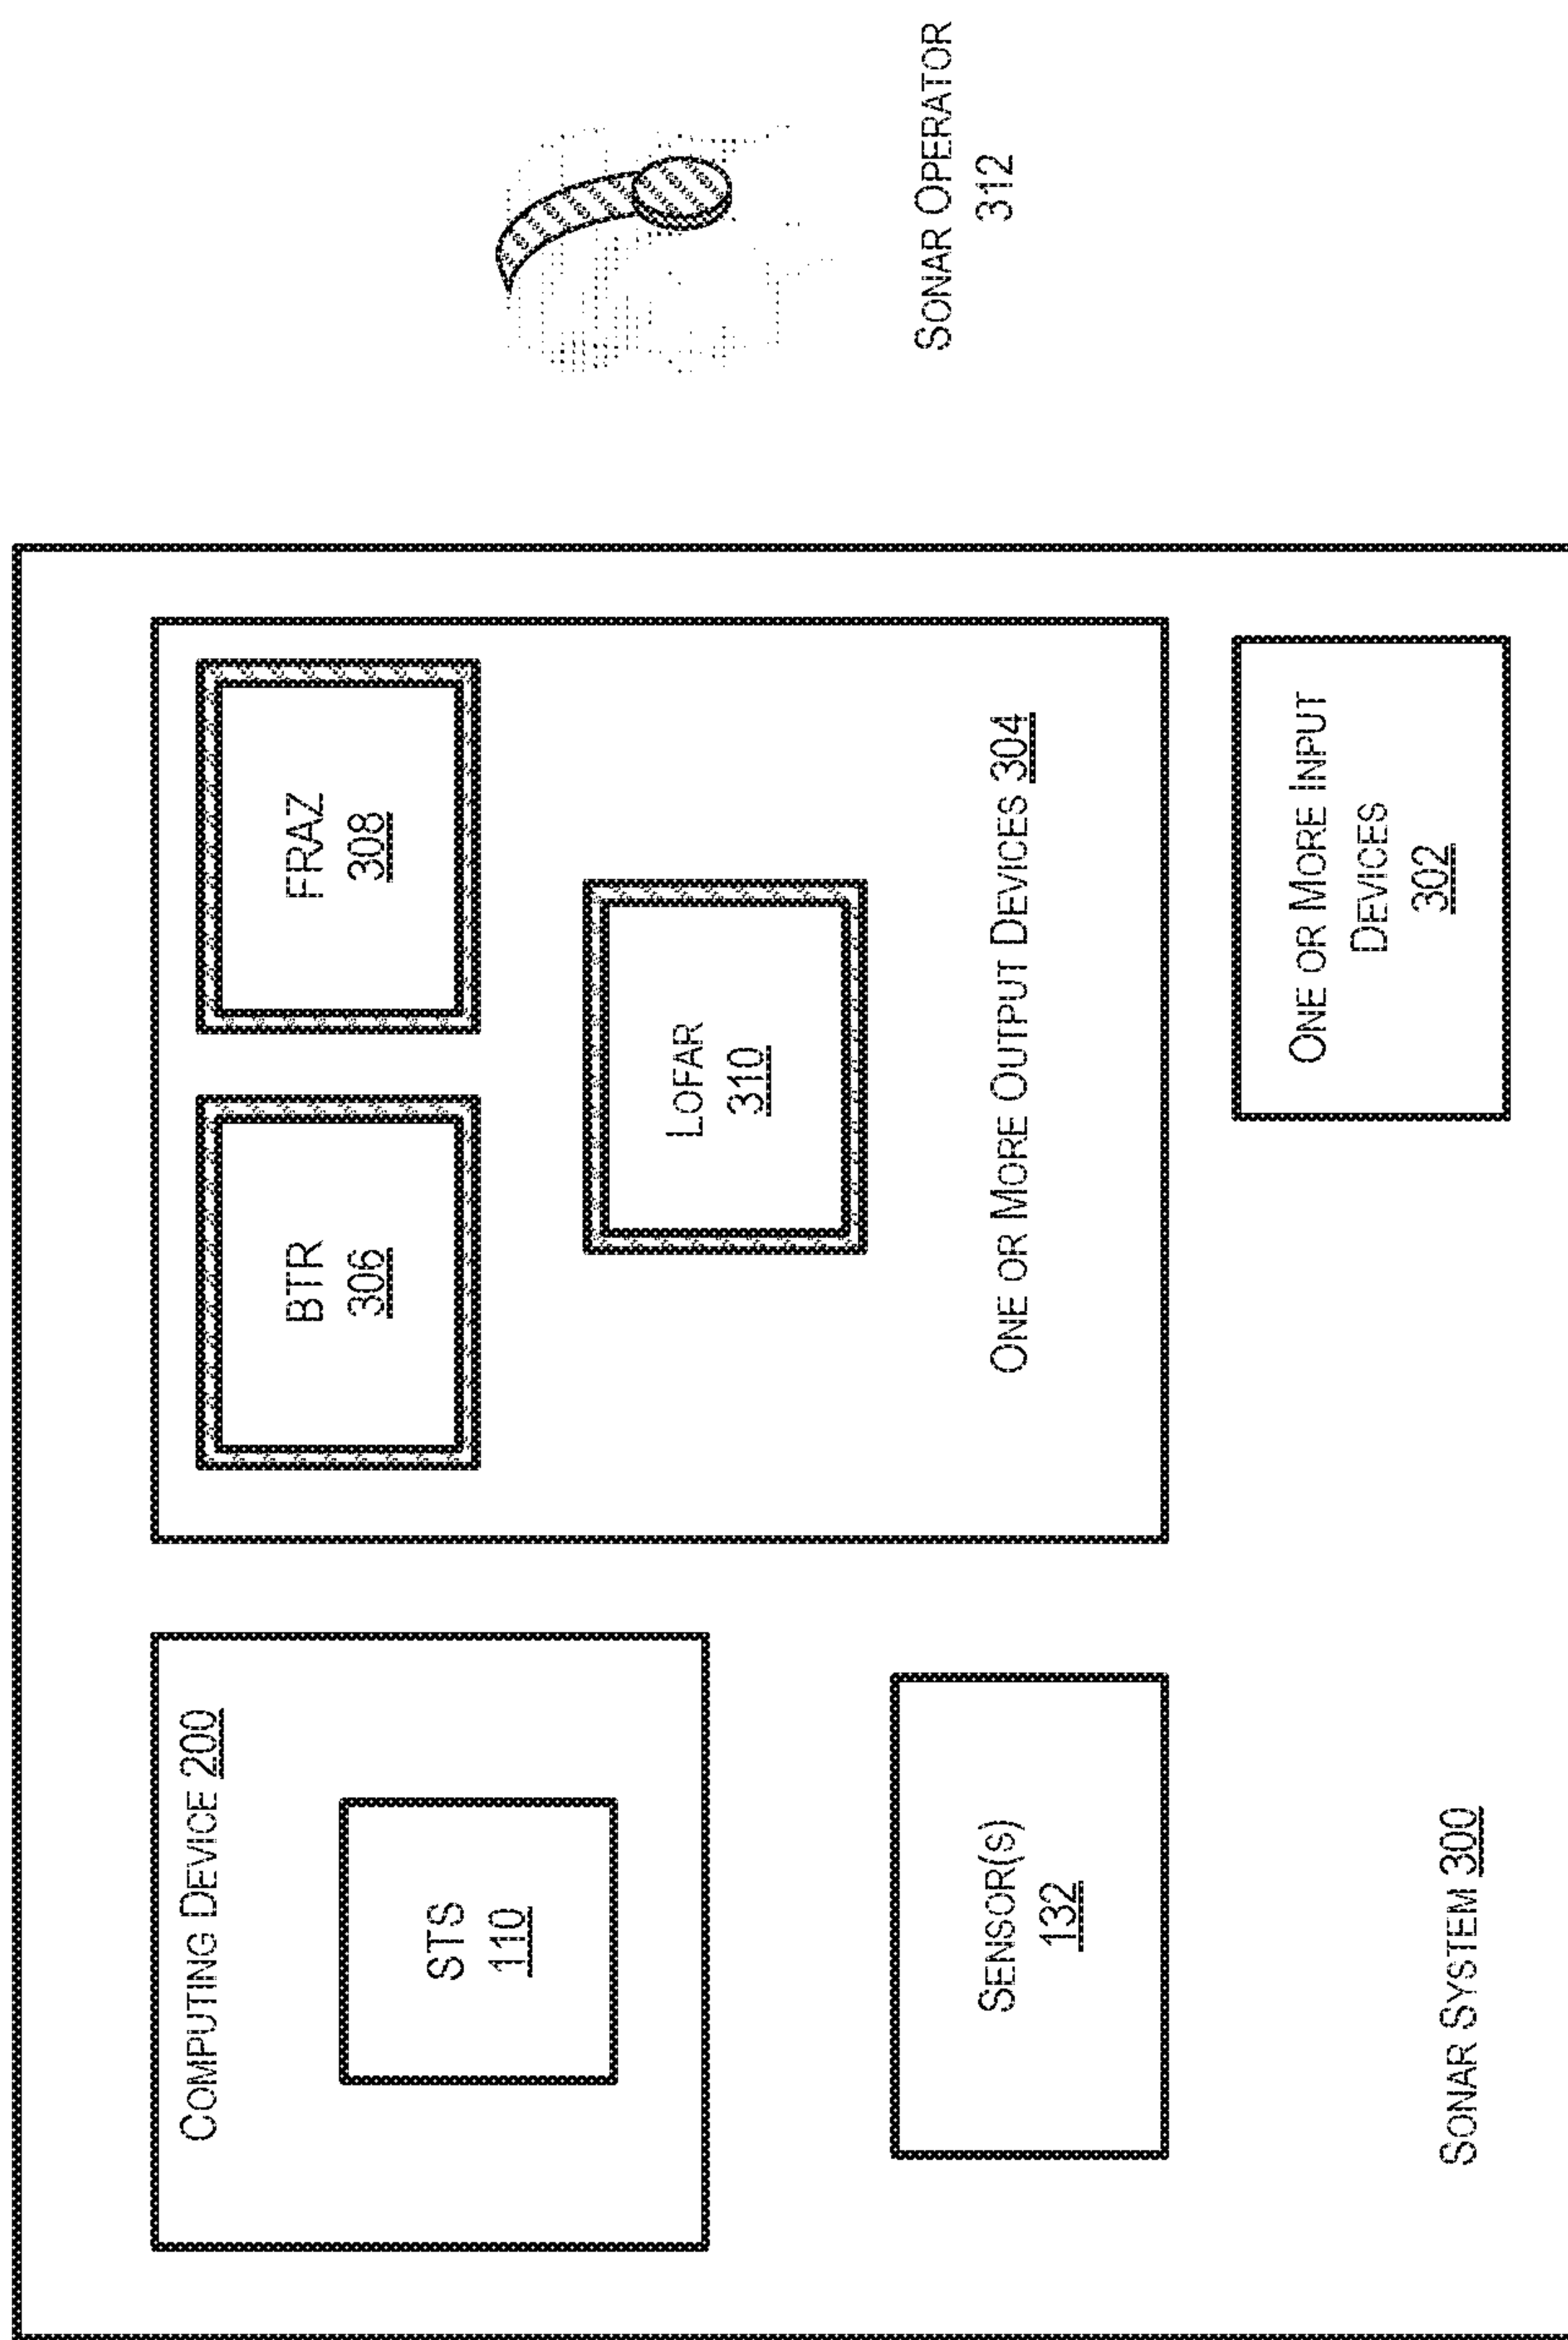 COMPUTING DEVICE 200
STS
110
SENSOR(S)
132
SONAR SYSTEM 300
BTR
306
FRAZ
308
LOFAR
310
ONE OR MORE OUTPUT DEVICES 304
ONE OR MORE INPUT
DEVICES
302
SONAR OPERATOR
312